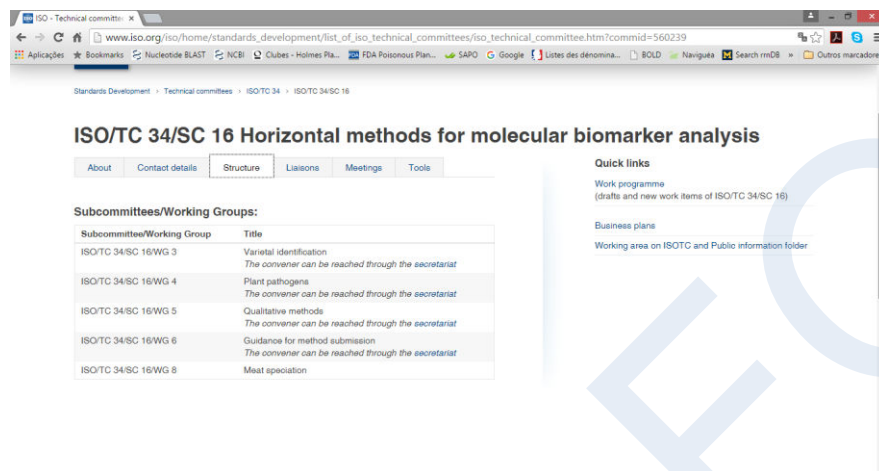 ISO - Technical committee
www.iso.org/iso/home/standards_development/list_of_iso_technical_committees/iso_technical_committee.htm?commid=560239
Aplicações Bookmarks Nucleotide BLAST NCBI Clubes - Holmes Pla... FDA Poisonous Plan... SAPO G Google Listes des dénomina... BOLD Naviguea Search rrnDB » Outros marcadores
Standards Development › Technical committees › ISO/TC 34 › ISO/TC 34/SC 16
ISO/TC 34/SC 16 Horizontal methods for molecular biomarker analysis
About Contact details Structure Liaisons Meetings Tools
Quick links
Work programme
(drafts and new work items of ISO/TC 34/SC 16)
Business plans
Working area on ISOTC and Public information folder
Subcommittees/Working Groups:
Subcommittee/Working Group Title
ISO/TC 34/SC 16/WG 3 Varietal identification
The convener can be reached through the secretariat
ISO/TC 34/SC 16/WG 4 Plant pathogens
The convener can be reached through the secretariat
ISO/TC 34/SC 16/WG 5 Qualitative methods
The convener can be reached through the secretariat
ISO/TC 34/SC 16/WG 6 Guidance for method submission
The convener can be reached through the secretariat
ISO/TC 34/SC 16/WG 8 Meat speciation